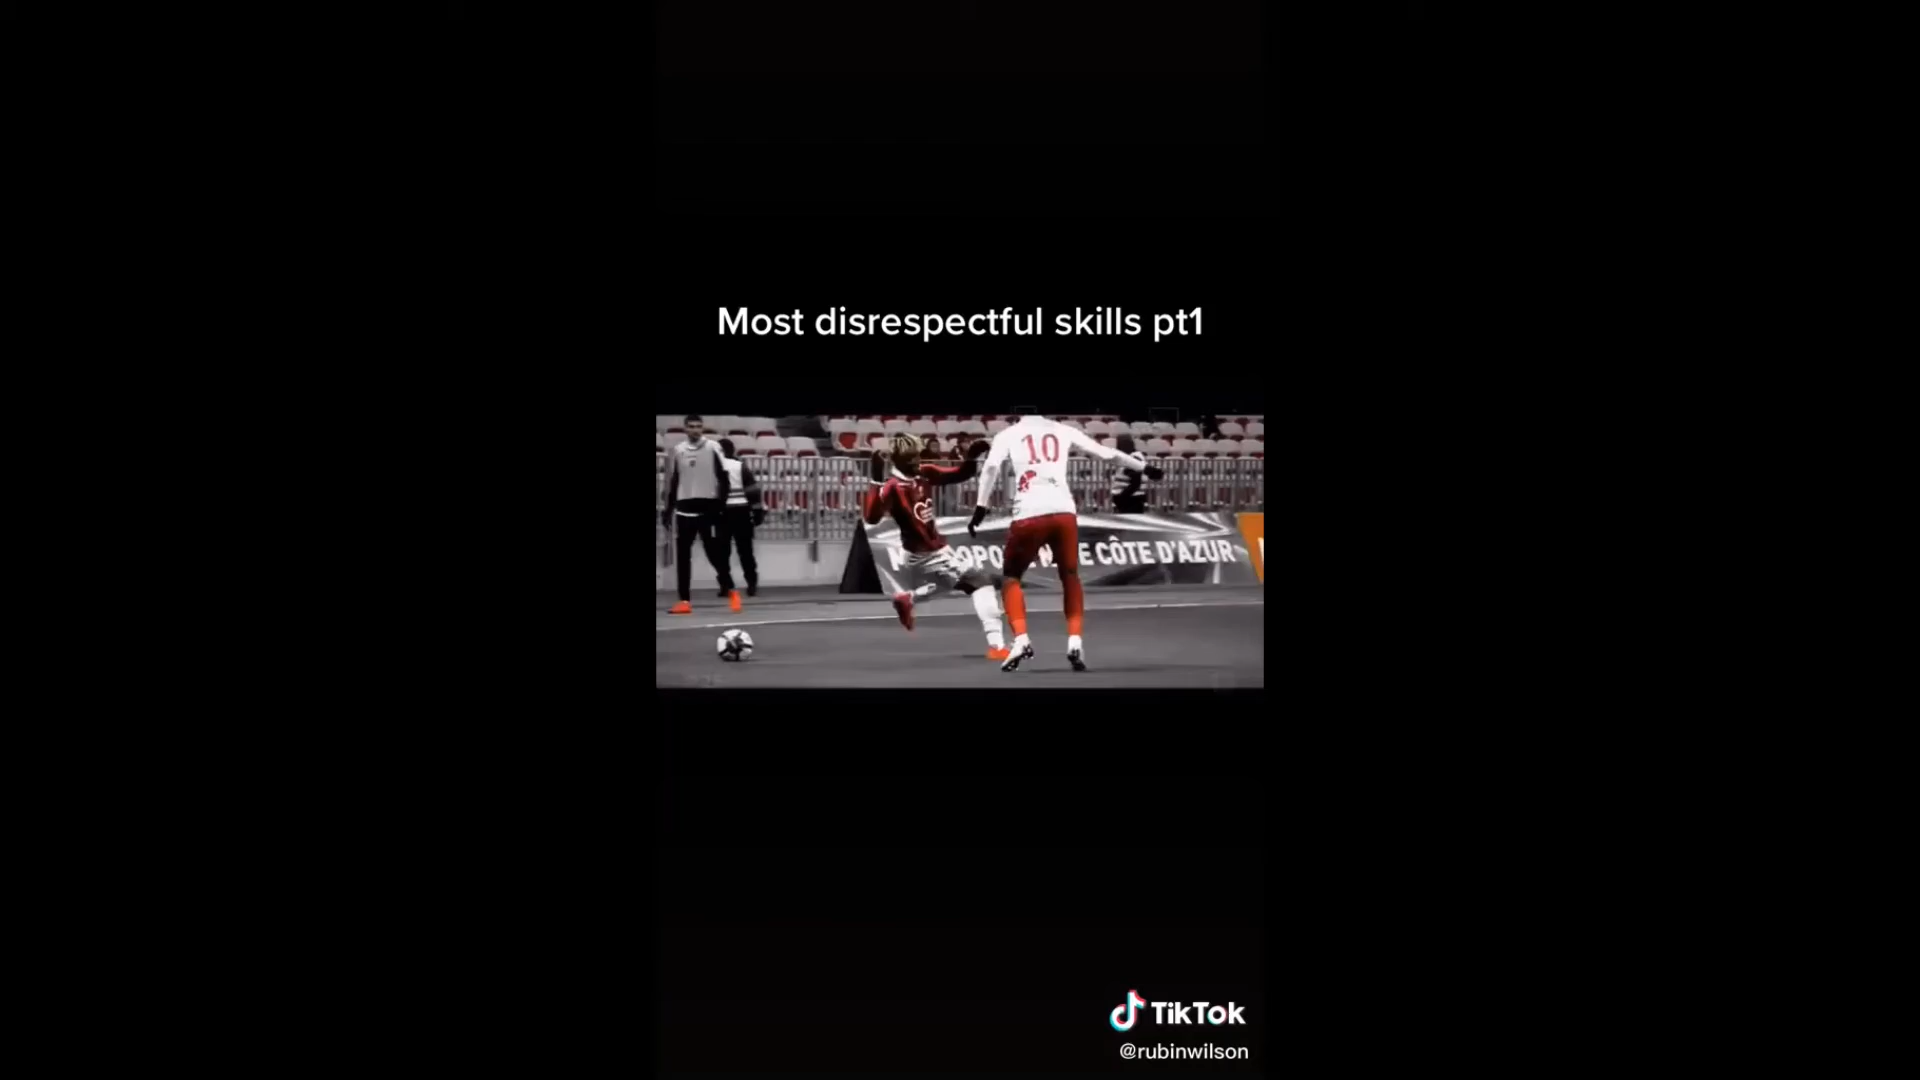 Most disrespectful skills pt1
10
CÔTE D'AZUR
TikTok
@rubinwilson